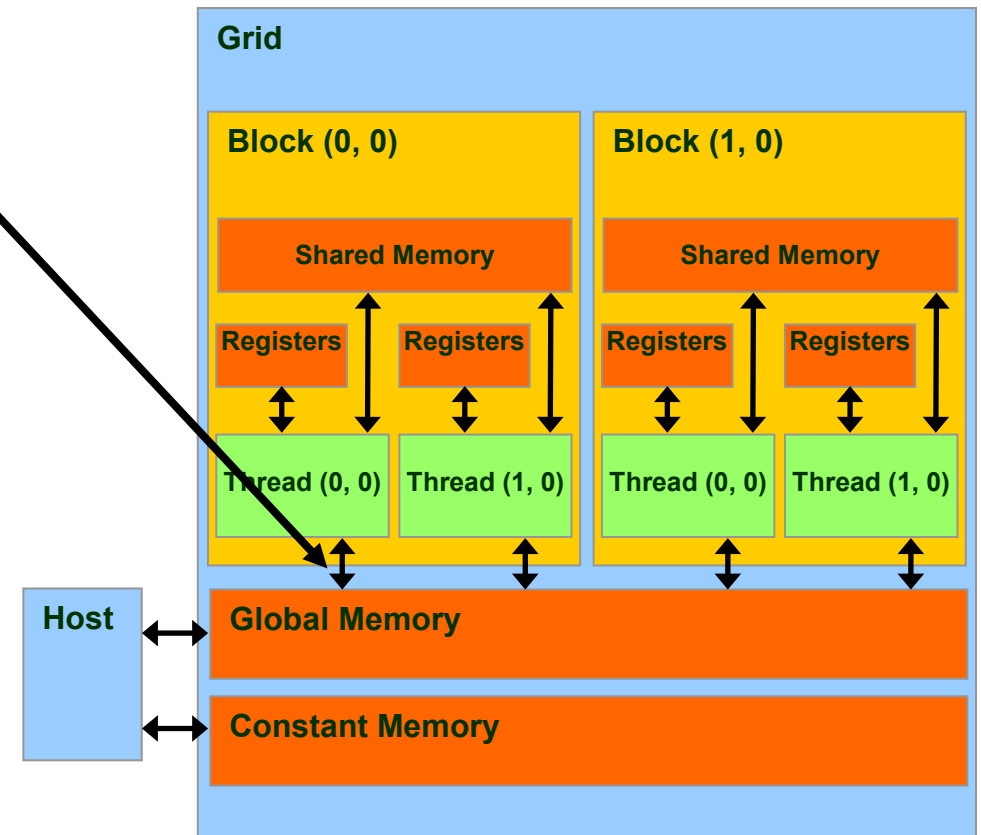 Grid
Block (0, 0)
Block (1, 0)
Shared Memory
Shared Memory
Registers
Registers
Registers
Registers
Thread (0, 0)
Thread (1, 0)
Thread (0, 0)
Thread (1, 0)
Host
Global Memory
Constant Memory